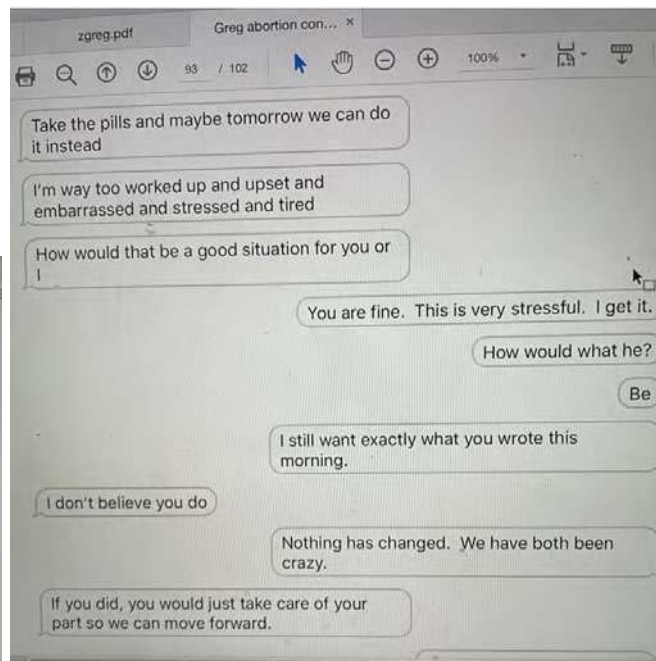 zgreg.pdf
Greg abortion con... ×
93 / 102
100%
Take the pills and maybe tomorrow we can do
it instead
I'm way too worked up and upset and
embarrassed and stressed and tired
How would that be a good situation for you or
I
You are fine. This is very stressful. I get it.
How would what he?
Be
I still want exactly what you wrote this
morning.
I don't believe you do
Nothing has changed. We have both been
crazy.
If you did, you would just take care of your
part so we can move forward.